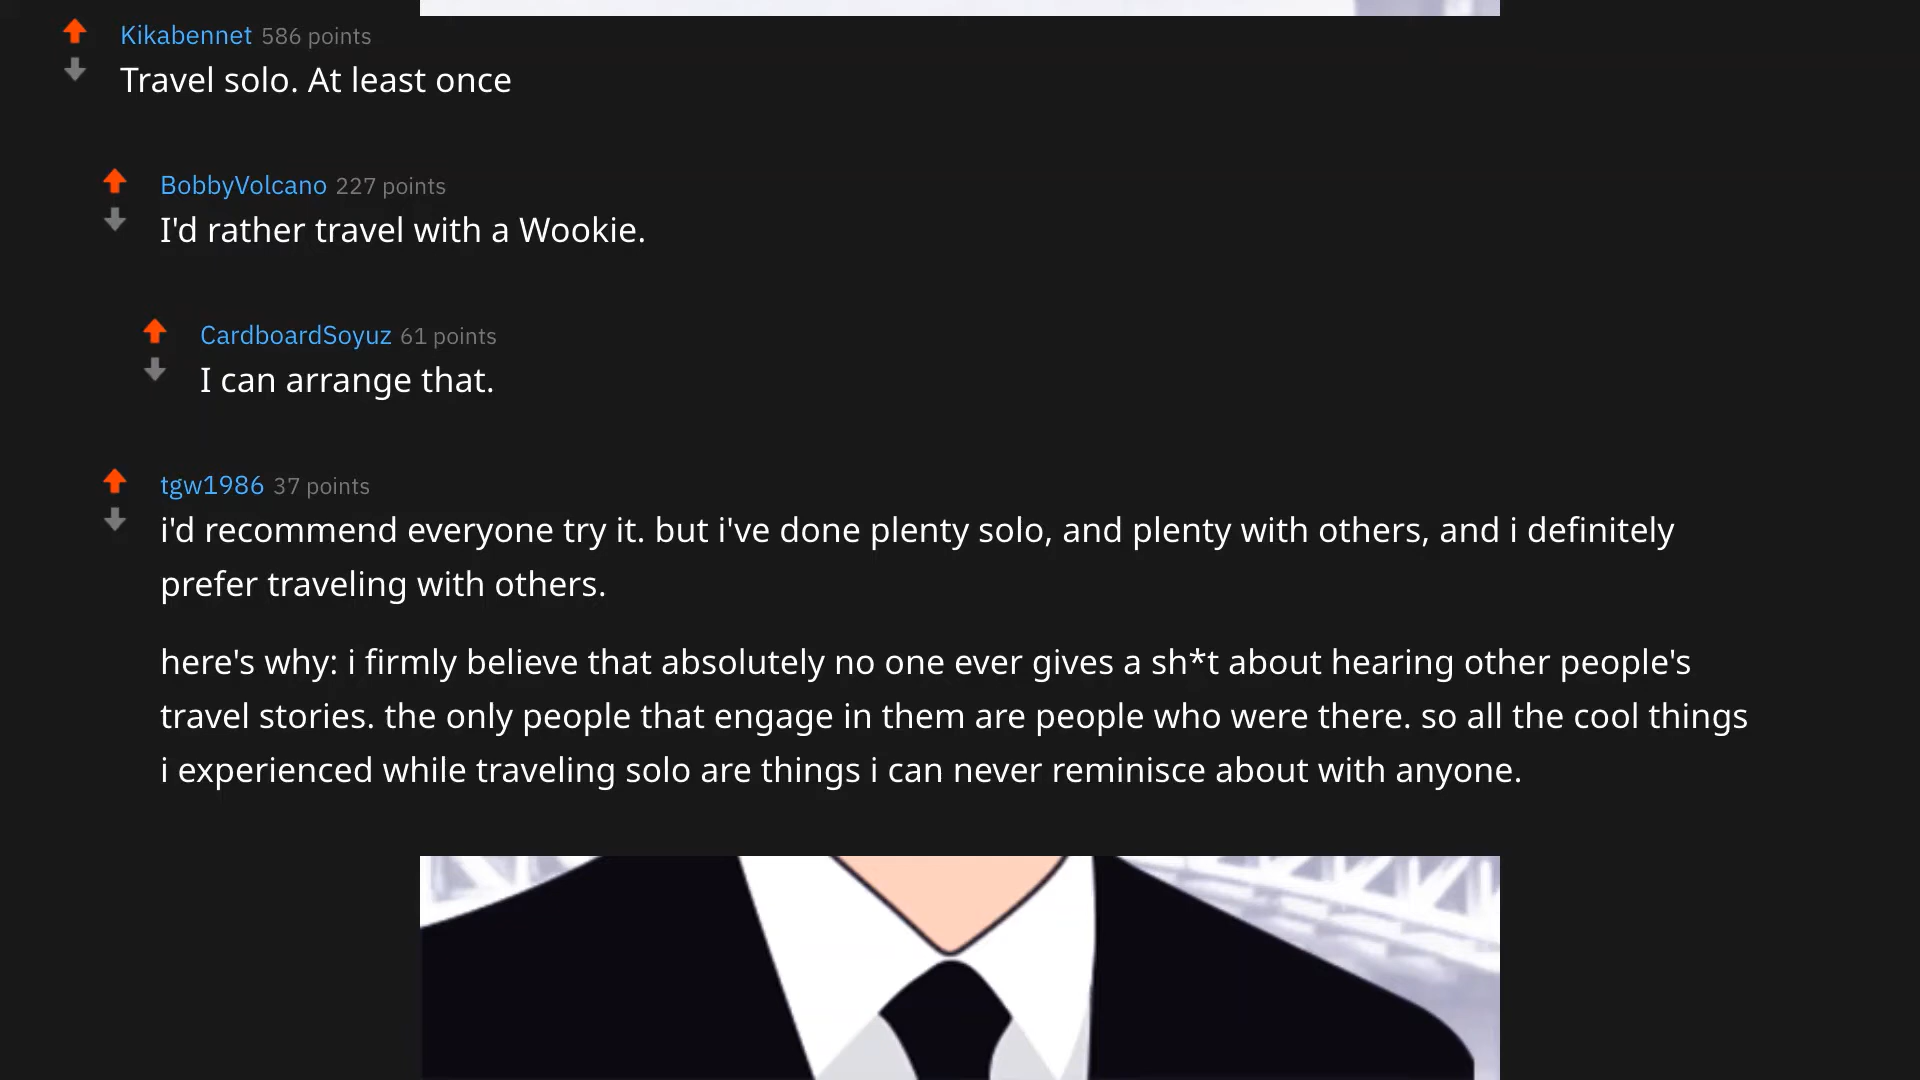 Kikabennet 586 points
Travel solo. At least once
BobbyVolcano 227 points
I'd rather travel with a Wookie.
CardboardSoyuz 61 points
I can arrange that.
tgw1986 37 points
i'd recommend everyone try it. but i've done plenty solo, and plenty with others, and i definitely
prefer traveling with others.
here's why: i firmly believe that absolutely no one ever gives a sh*t about hearing other people's
travel stories. the only people that engage in them are people who were there. so all the cool things
i experienced while traveling solo are things i can never reminisce about with anyone.